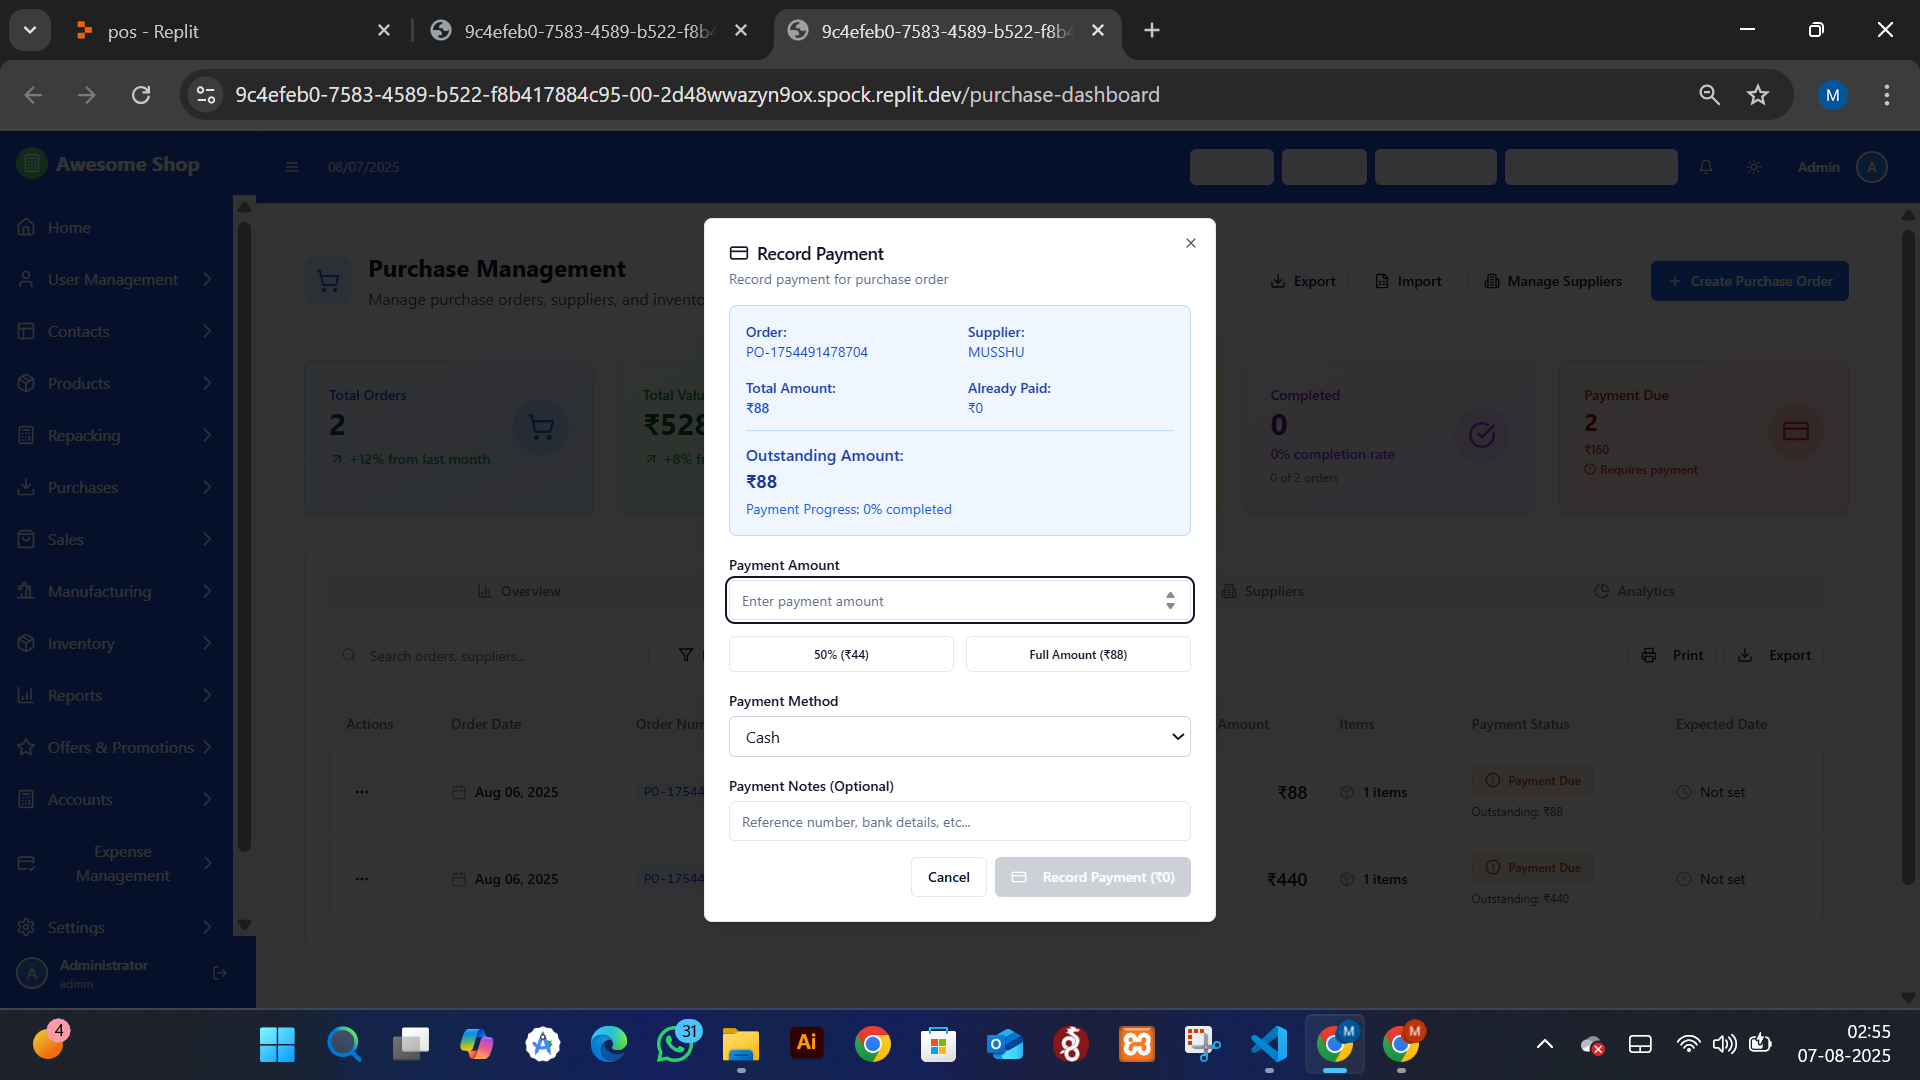 pos - Replit
9c4efeb0-7583-4589-b522-f8b4
9c4efeb0-7583-4589-b522-f8b4
9c4efeb0-7583-4589-b522-f8b417884c95-00-2d48wwazyn9ox.spock.replit.dev/purchase-dashboard
M
Awesome Shop
08/07/2025
Admin
A
Home
User Management
Contacts
Products
Repacking
Purchases
Sales
Manufacturing
Inventory
Reports
Offers & Promotions
Accounts
Expense
Management
Settings
A
Administrator
admin
Purchase Management
Manage purchase orders, suppliers, and invento
Export
Import
Manage Suppliers
Create Purchase Order
Total Orders
2
+12% from last month
Total Valu
₹528
+8% f
Completed
0
0% completion rate
0 of 2 orders
Payment Due
2
₹160
Requires payment
Overview
Suppliers
Analytics
Search orders, suppliers...
Print
Export
Actions
Order Date
Order Num
Amount
Items
Payment Status
Expected Date
Aug 06, 2025
PO-17544
₹88
1 items
Payment Due
Outstanding: ₹88
Not set
Aug 06, 2025
PO-17544
₹440
1 items
Payment Due
Outstanding: ₹440
Not set
Record Payment
Record payment for purchase order
Order:
PO-1754491478704
Supplier:
MUSSHU
Total Amount:
₹88
Already Paid:
₹0
Outstanding Amount:
₹88
Payment Progress: 0% completed
Payment Amount
Enter payment amount
50% (₹44)
Full Amount (₹88)
Payment Method
Cash
Payment Notes (Optional)
Reference number, bank details, etc...
Cancel
Record Payment (₹0)
4
31
Ai
M
M
02:55
07-08-2025